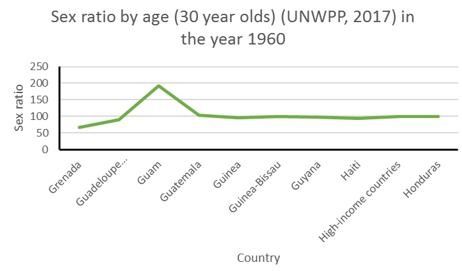 Sex ratio by age (30 year olds) (UNWPP, 2017) in
the year 1960
250
200
150
100
50
0
Sex ratio
Grenada
Guadeloupe...
Guam
Guatemala
Guinea
Guinea-Bissau
Guyana
Haiti
High-income countries
Honduras
Country